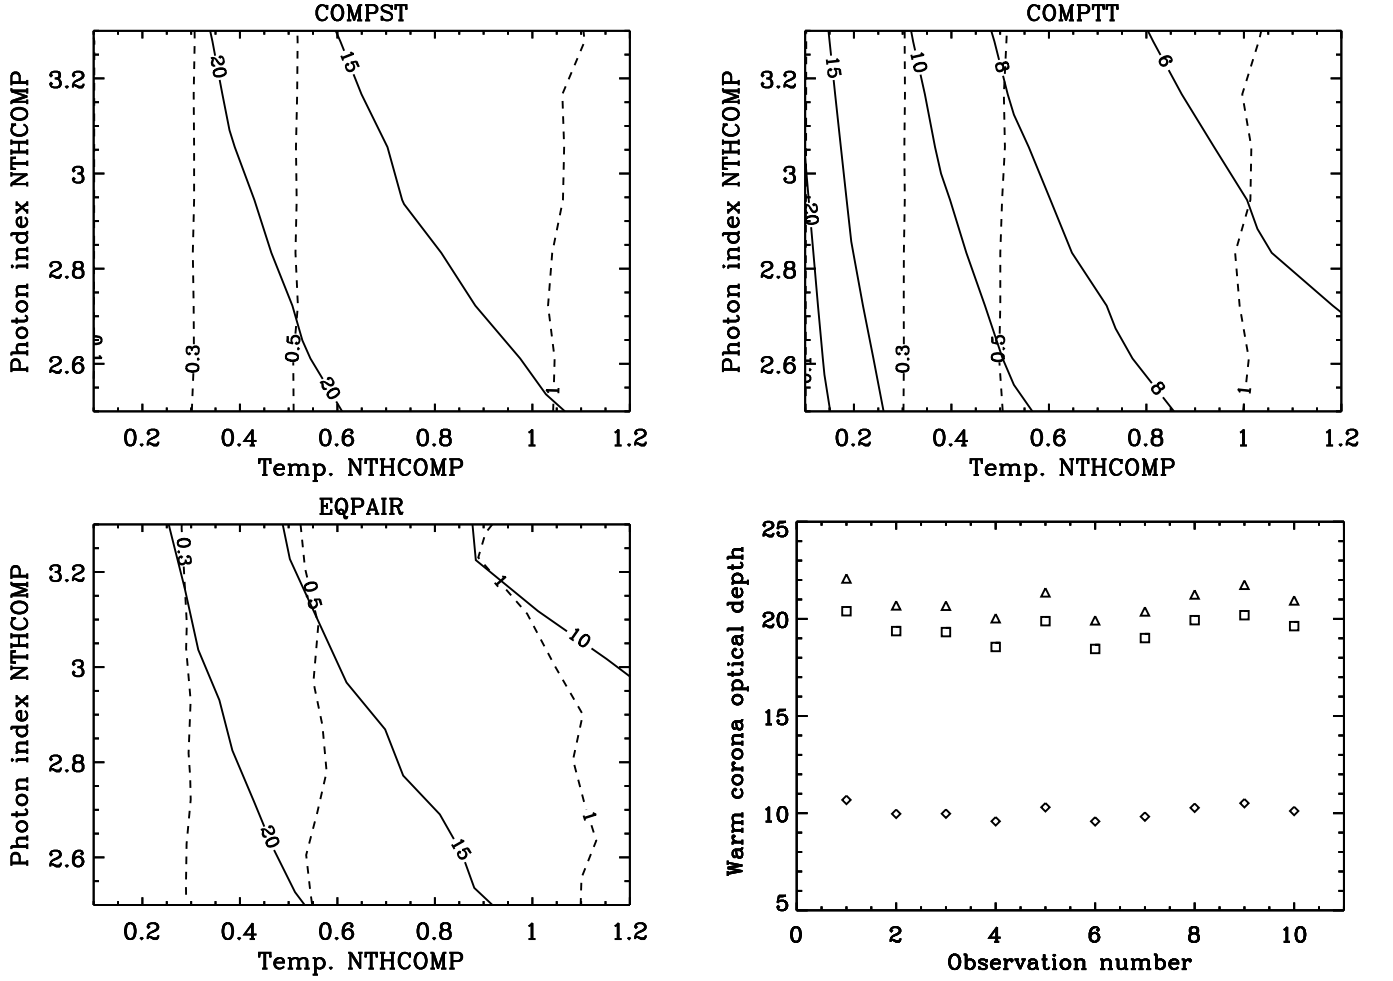 COMPST
Photon index NTHCOMP
3.2
3
2.8
2.6
0.2 0.4 0.6 0.8 1 1.2
Temp. NTHCOMP
20
15
0.3
0.5
20
1
COMPTT
Photon index NTHCOMP
3.2
3
2.8
2.6
0.2 0.4 0.6 0.8 1 1.2
Temp. NTHCOMP
15
10
8
6
20
0.3
0.5
8
1
EQPAIR
Photon index NTHCOMP
3.2
3
2.8
2.6
0.2 0.4 0.6 0.8 1 1.2
Temp. NTHCOMP
0.3
0.5
1
10
20
15
1
Warm corona optical depth
25
20
15
10
5
0 2 4 6 8 10
Observation number